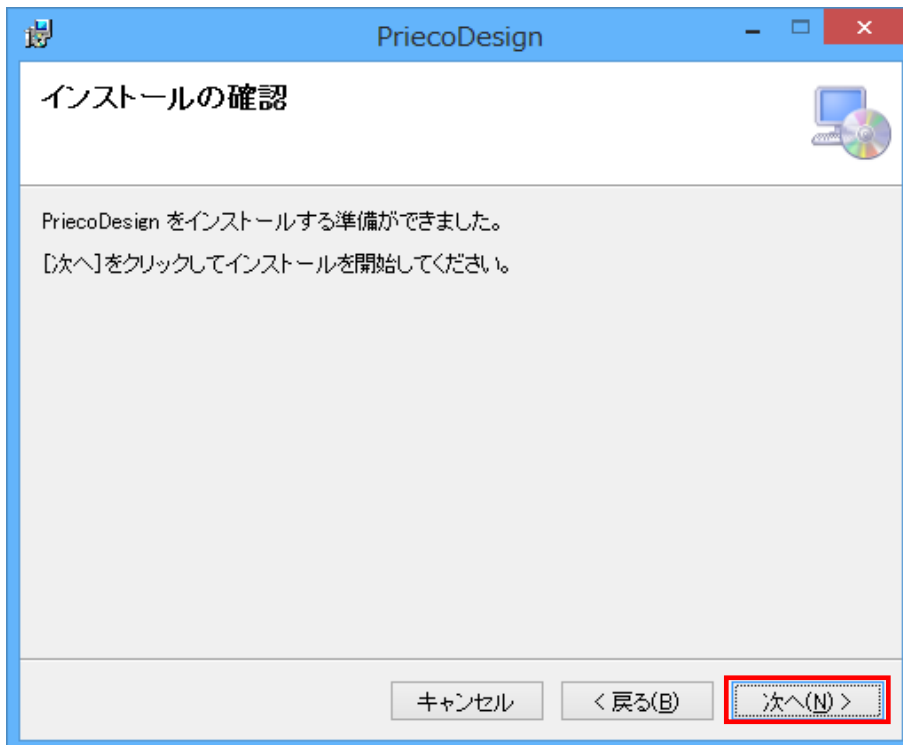 PriecoDesign
インストールの確認
PriecoDesign をインストールする準備ができました。
[次へ]をクリックしてインストールを開始してください。
キャンセル
< 戻る(B)
次へ(N) >